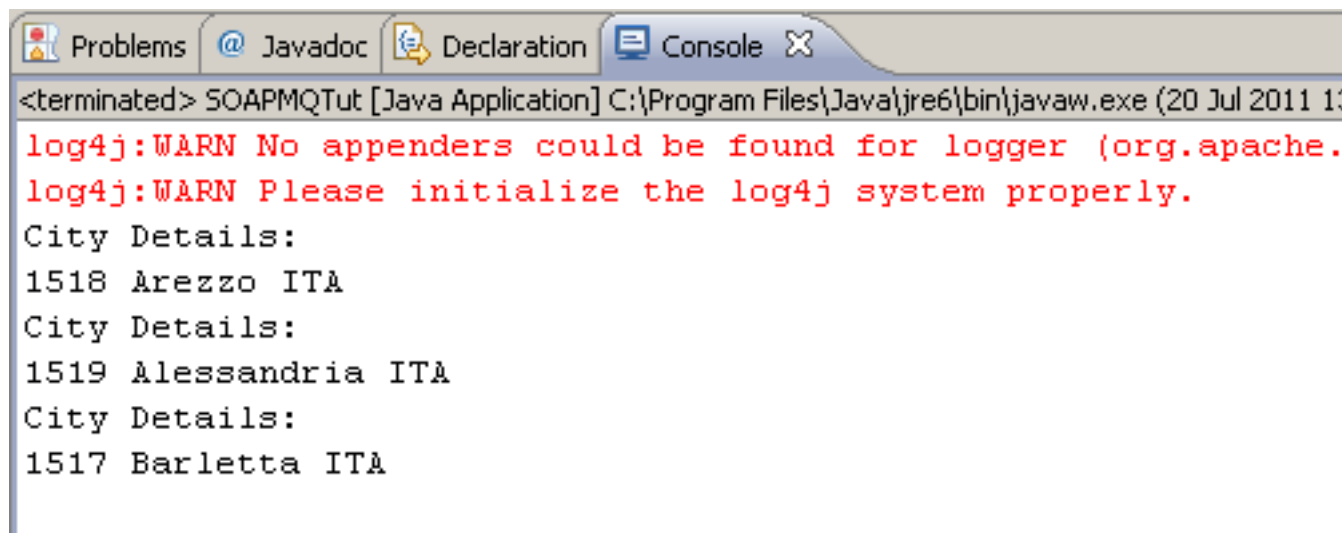 Problems @ Javadoc Declaration Console
<terminated> SOAPMQTut [Java Application] C:\Program Files\Java\jre6\bin\javaw.exe (20 Jul 2011 1
log4j:WARN No appenders could be found for logger (org.apache.
log4j:WARN Please initialize the log4j system properly.
City Details:
1518 Arezzo ITA
City Details:
1519 Alessandria ITA
City Details:
1517 Barletta ITA